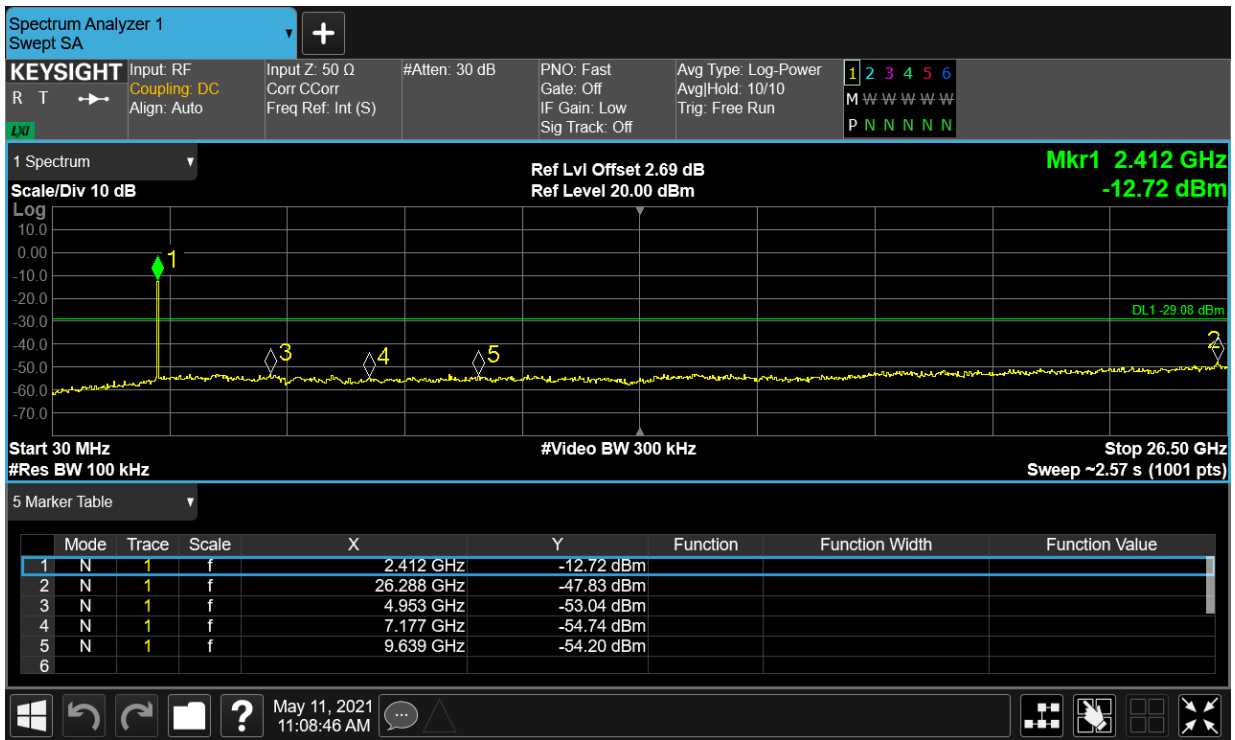 Spectrum Analyzer 1
Swept SA
+
KEYSIGHT Input: RF Input Z: 50 Ω #Atten: 30 dB PNO: Fast Avg Type: Log-Power 1 2 3 4 5 6
R T Coupling: DC Corr CCorr Gate: Off Avg|Hold: 10/10 M W W W W W
Align: Auto Freq Ref: Int (S) IF Gain: Low Trig: Free Run
LXI Sig Track: Off P N N N N N
1 Spectrum Ref Lvl Offset 2.69 dB Mkr1 2.412 GHz
Scale/Div 10 dB Ref Level 20.00 dBm -12.72 dBm
Log
10.0
0.00 1
-10.0
-20.0 DL1 -29.08 dBm
-30.0
-40.0 3 4 5 2
-50.0
-60.0
-70.0
Start 30 MHz #Video BW 300 kHz Stop 26.50 GHz
#Res BW 100 kHz Sweep ~2.57 s (1001 pts)
5 Marker Table
Mode Trace Scale X Y Function Function Width Function Value
1 N 1 f 2.412 GHz -12.72 dBm
2 N 1 f 26.288 GHz -47.83 dBm
3 N 1 f 4.953 GHz -53.04 dBm
4 N 1 f 7.177 GHz -54.74 dBm
5 N 1 f 9.639 GHz -54.20 dBm
6
? May 11, 2021
11:08:46 AM